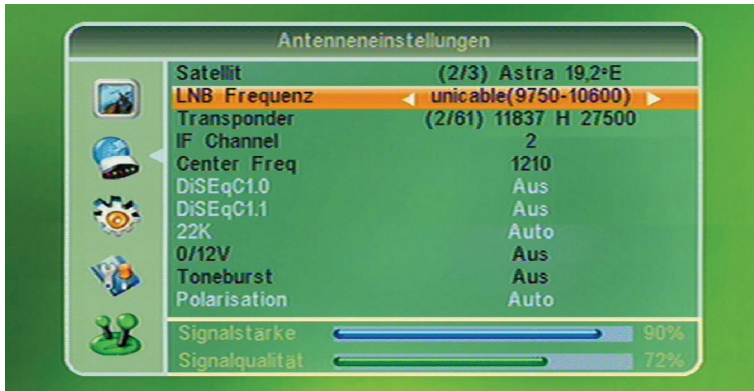 Antenneneinstellungen
Satellit (2/3) Astra 19,2°E
LNB Frequenz unicable(9750-10600)
Transponder (2/61) 11837 H 27500
IF Channel 2
Center Freq 1210
DiSEqC1.0 Aus
DiSEqC1.1 Aus
22K Auto
0/12V Aus
Toneburst Aus
Polarisation Auto
Signalstärke 90%
Signalqualität 72%